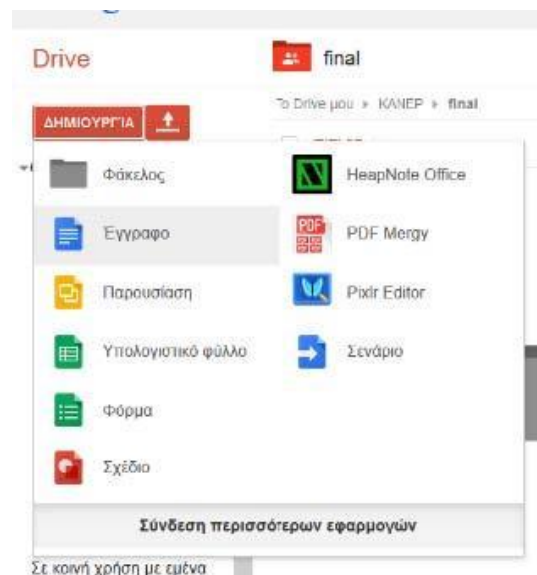 Drive
final
Το Drive μου ▸ ΚΑΝΕΡ ▸ final
ΔΗΜΙΟΥΡΓΙΑ
Φάκελος
HeapNote Office
Έγγραφο
PDF Mergy
Παρουσίαση
Pixlr Editor
Υπολογιστικό φύλλο
Σενάριο
Φόρμα
Σχέδιο
Σύνδεση περισσότερων εφαρμογών
Σε κοινή χρήση με εμένα